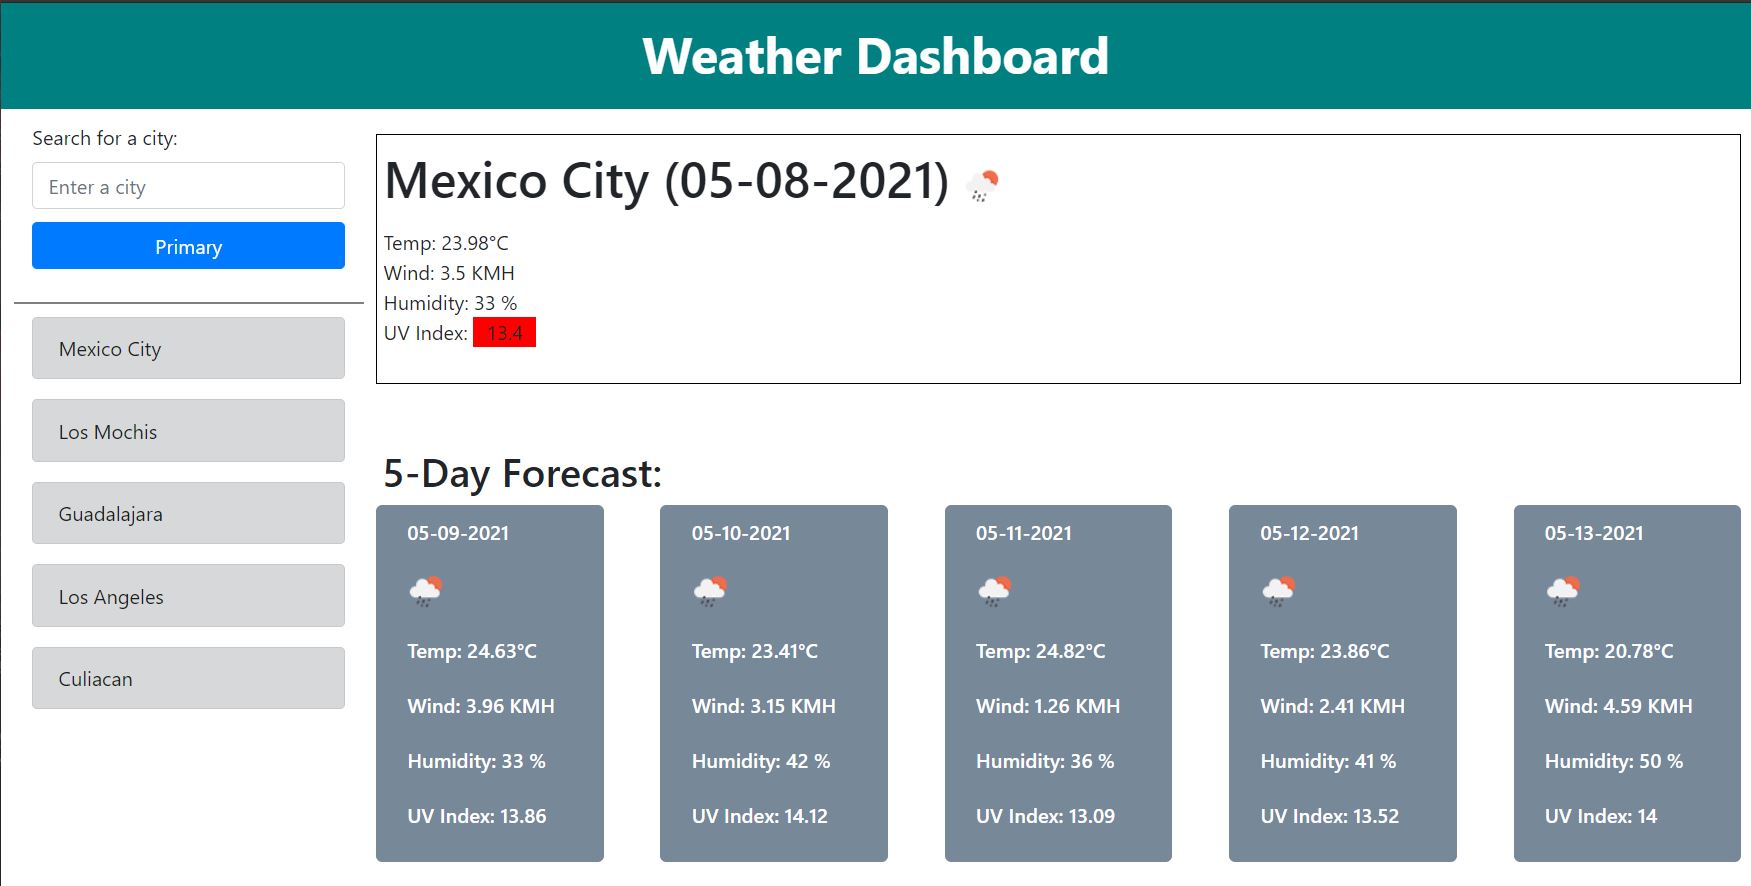 Weather Dashboard
Search for a city:
Enter a city
Primary
Mexico City
Los Mochis
Guadalajara
Los Angeles
Culiacan
Mexico City (05-08-2021)
Temp: 23.98°C
Wind: 3.5 KMH
Humidity: 33 %
UV Index: 13.4
5-Day Forecast:
05-09-2021
Temp: 24.63°C
Wind: 3.96 KMH
Humidity: 33 %
UV Index: 13.86
05-10-2021
Temp: 23.41°C
Wind: 3.15 KMH
Humidity: 42 %
UV Index: 14.12
05-11-2021
Temp: 24.82°C
Wind: 1.26 KMH
Humidity: 36 %
UV Index: 13.09
05-12-2021
Temp: 23.86°C
Wind: 2.41 KMH
Humidity: 41 %
UV Index: 13.52
05-13-2021
Temp: 20.78°C
Wind: 4.59 KMH
Humidity: 50 %
UV Index: 14